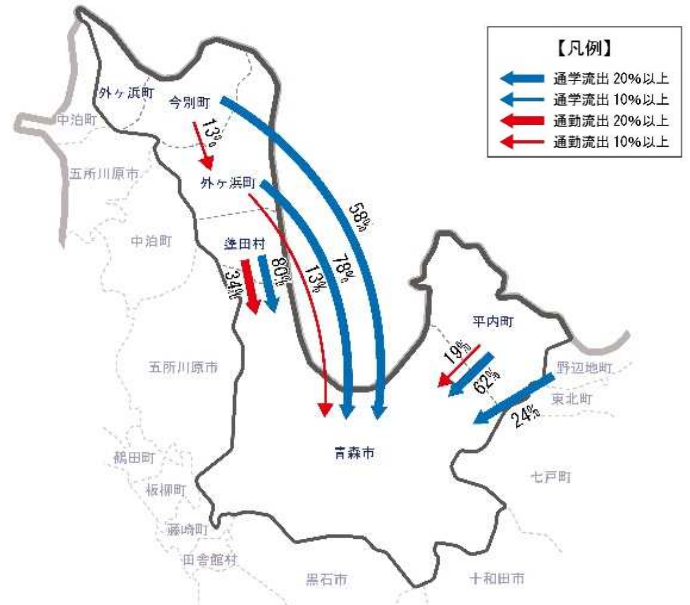 【凡例】
通学流出 20%以上
通学流出 10%以上
通勤流出 20%以上
通勤流出 10%以上
外ヶ浜町
今別町
中泊町
13%
五所川原市
外ヶ浜町
58%
中泊町
蓬田村
78%
80%
13%
34%
平内町
19%
野辺地町
62%
五所川原市
東北町
24%
青森市
鶴田町
七戸町
板柳町
藤崎町
田舎館村
黒石市
十和田市